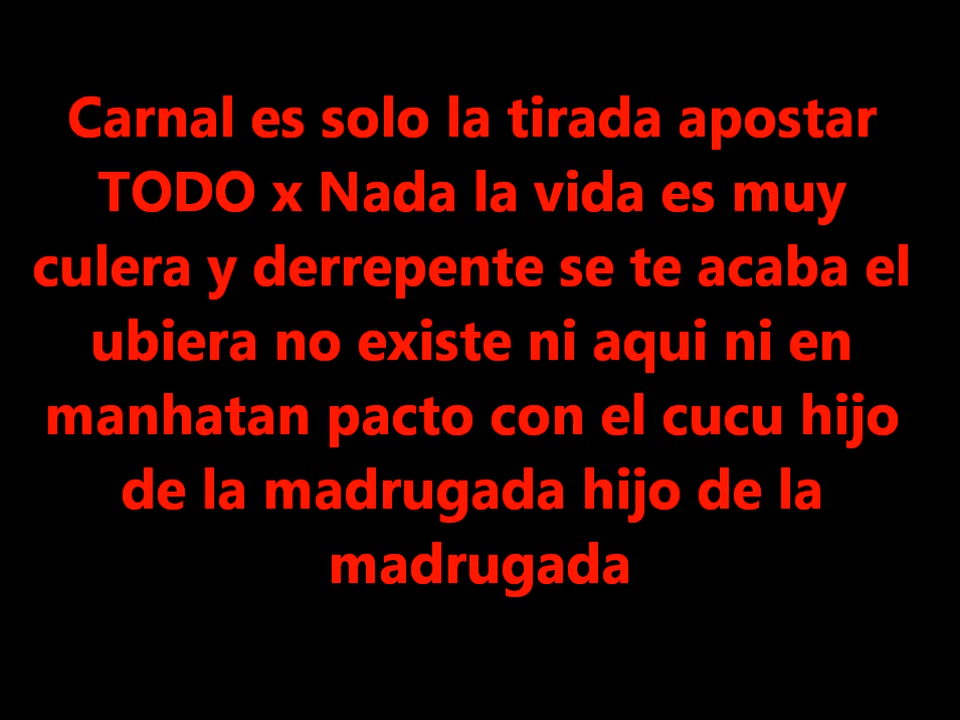 Carnal es solo la tirada apostar
TODO x Nada la vida es muy
culera y derrepente se te acaba el
ubiera no existe ni aqui ni en
manhatan pacto con el cucu hijo
de la madrugada hijo de la
madrugada